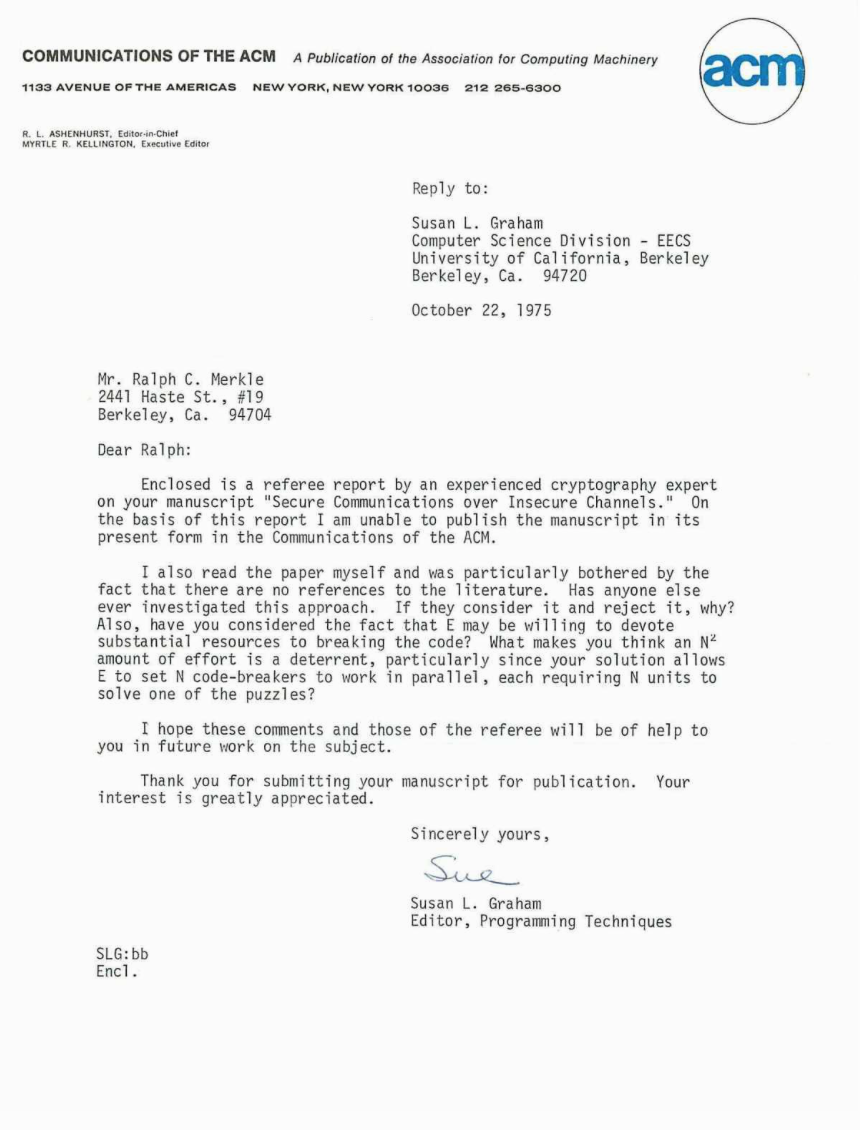 COMMUNICATIONS OF THE ACM A Publication of the Association for Computing Machinery
acm
1133 AVENUE OF THE AMERICAS NEW YORK, NEW YORK 10036 212 265-6300
R. L. ASHENHURST, Editor-in-Chief
MYRTLE R. KELLINGTON, Executive Editor
Reply to:
Susan L. Graham
Computer Science Division - EECS
University of California, Berkeley
Berkeley, Ca. 94720
October 22, 1975
Mr. Ralph C. Merkle
2441 Haste St., #19
Berkeley, Ca. 94704
Dear Ralph:
Enclosed is a referee report by an experienced cryptography expert
on your manuscript "Secure Communications over Insecure Channels." On
the basis of this report I am unable to publish the manuscript in its
present form in the Communications of the ACM.
I also read the paper myself and was particularly bothered by the
fact that there are no references to the literature. Has anyone else
ever investigated this approach. If they consider it and reject it, why?
Also, have you considered the fact that E may be willing to devote
substantial resources to breaking the code? What makes you think an N²
amount of effort is a deterrent, particularly since your solution allows
E to set N code-breakers to work in parallel, each requiring N units to
solve one of the puzzles?
I hope these comments and those of the referee will be of help to
you in future work on the subject.
Thank you for submitting your manuscript for publication. Your
interest is greatly appreciated.
Sincerely yours,
Sue
Susan L. Graham
Editor, Programming Techniques
SLG:bb
Encl.